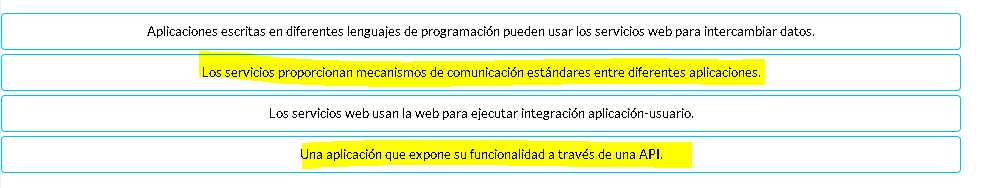 Aplicaciones escritas en diferentes lenguajes de programación pueden usar los servicios web para intercambiar datos.
Los servicios proporcionan mecanismos de comunicación estándares entre diferentes aplicaciones.
Los servicios web usan la web para ejecutar integración aplicación-usuario.
Una aplicación que expone su funcionalidad a través de una API.